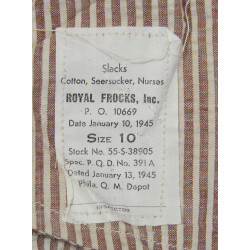 Slacks
Cotton, Seersucker, Nurses
ROYAL FROCKS, Inc.
P. O. 10669
Date January 10, 1945
SIZE 10
Stock No. 55-S-38905
Spec. P.Q.D. No. 391A
Dated January 13, 1945
Phila. Q. M. Depot